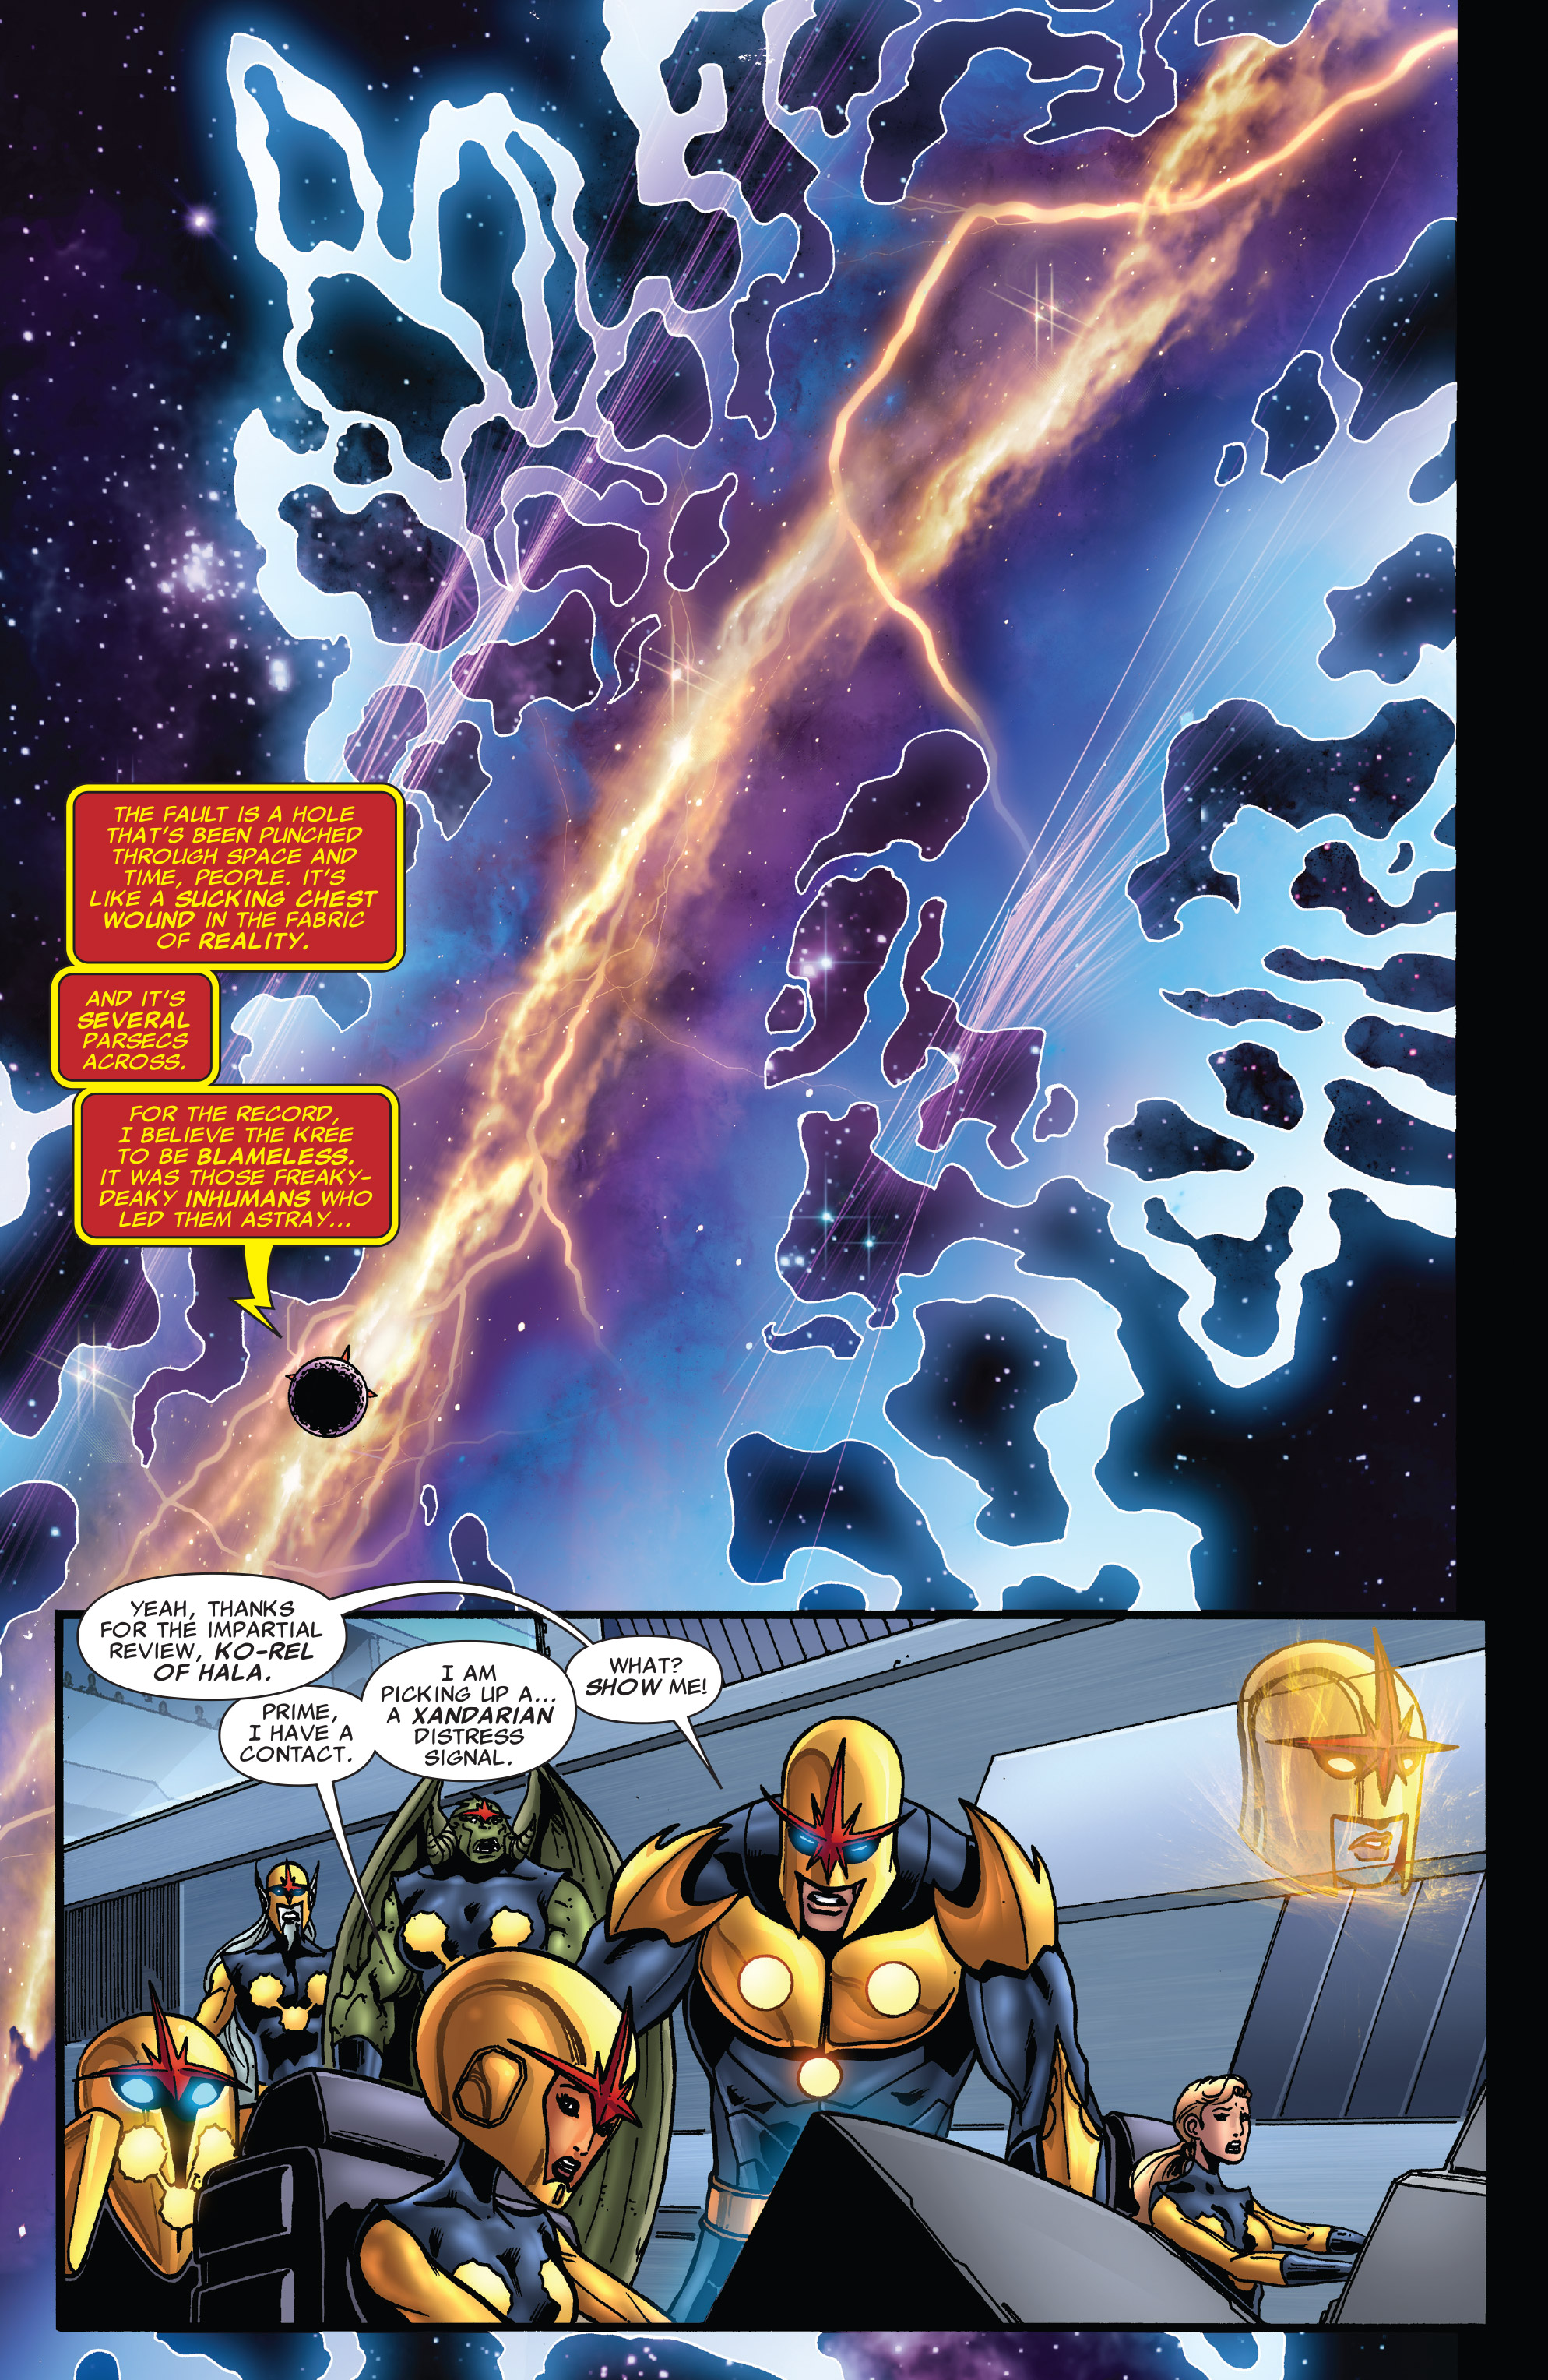 THE FAULT IS A HOLE
THAT'S BEEN PUNCHED
THROUGH SPACE AND
TIME, PEOPLE. IT'S
LIKE A SUCKING CHEST
WOUND IN THE FABRIC
OF REALITY.
AND IT'S
SEVERAL
PARSECS
ACROSS.
FOR THE RECORD,
I BELIEVE THE KREE
TO BE BLAMELESS.
IT WAS THOSE FREAKY-
DEAKY INHUMANS WHO
LED THEM ASTRAY...
YEAH, THANKS
FOR THE IMPARTIAL
REVIEW, KO-REL
OF HALA.
PRIME,
I HAVE A
CONTACT.
I AM
PICKING UP A...
A XANDARIAN
DISTRESS
SIGNAL.
WHAT?
SHOW ME!